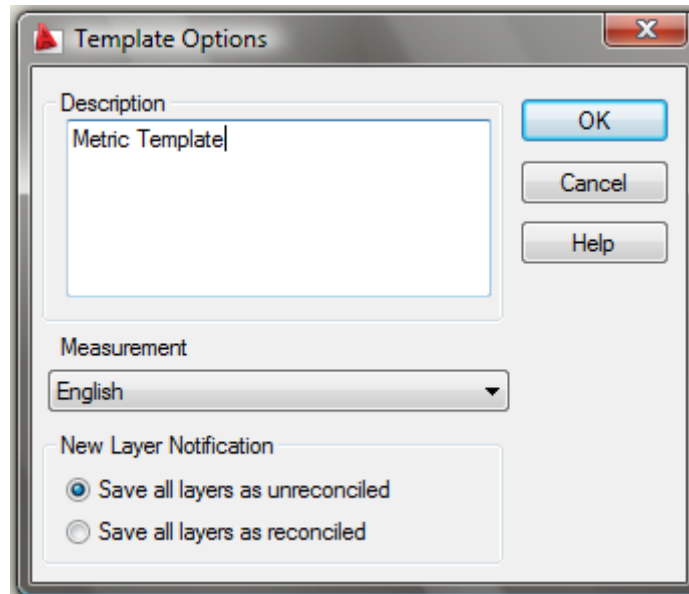 Template Options
Description
Metric Template
OK
Cancel
Help
Measurement
English
New Layer Notification
Save all layers as unreconciled
Save all layers as reconciled